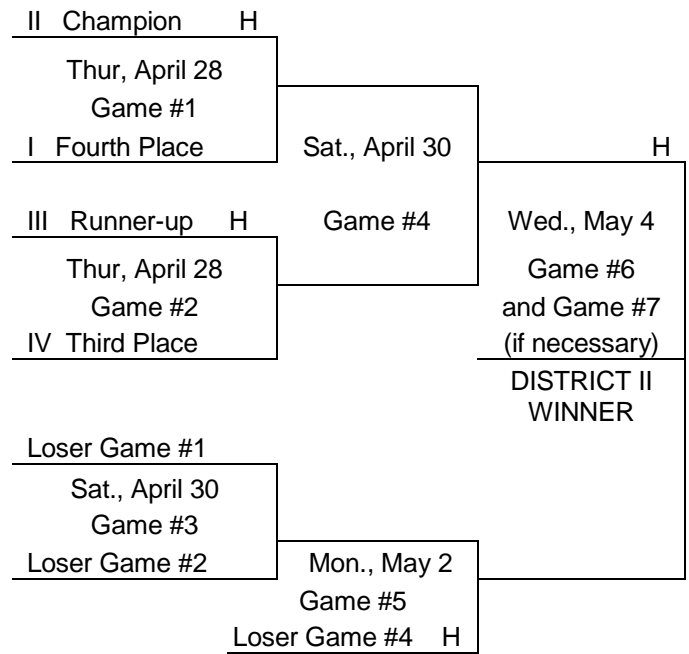 II Champion H
Thur, April 28
Game #1
I Fourth Place
Sat., April 30
H
III Runner-up H
Game #4
Wed., May 4
Thur, April 28
Game #2
IV Third Place
Game #6
and Game #7
(if necessary)
DISTRICT II
WINNER
Loser Game #1
Sat., April 30
Game #3
Loser Game #2
Mon., May 2
Game #5
Loser Game #4 H